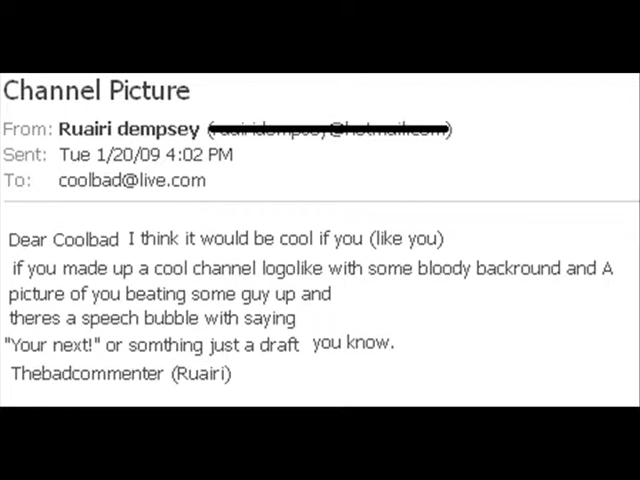 Channel Picture
From: Ruairi dempsey (ruairidempsey@hotmail.com)
Sent: Tue 1/20/09 4:02 PM
To: coolbad@live.com
Dear Coolbad I think it would be cool if you (like you)
if you made up a cool channel logolike with some bloody backround and A
picture of you beating some guy up and
theres a speech bubble with saying
"Your next!" or somthing just a draft you know.
Thebadcommenter (Ruairi)